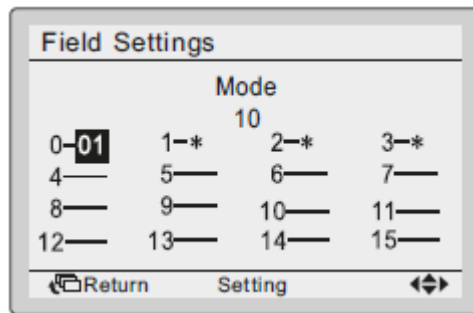 Field Settings
Mode
10
0-01 1-* 2-* 3-*
4— 5— 6— 7—
8— 9— 10— 11—
12— 13— 14— 15—
Return Setting